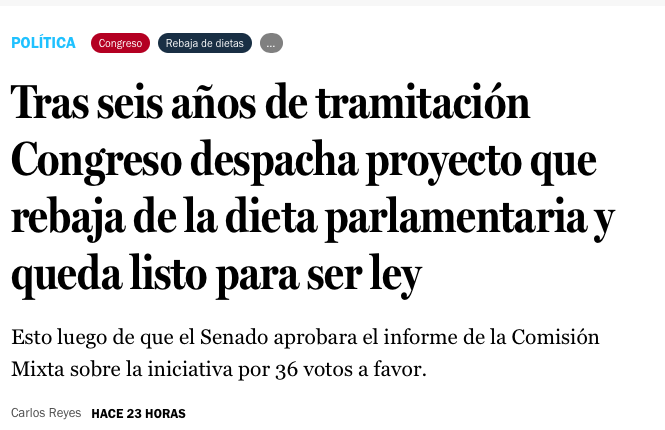 POLÍTICA Congreso Rebaja de dietas ...
Tras seis años de tramitación
Congreso despacha proyecto que
rebaja de la dieta parlamentaria y
queda listo para ser ley
Esto luego de que el Senado aprobara el informe de la Comisión
Mixta sobre la iniciativa por 36 votos a favor.
Carlos Reyes HACE 23 HORAS